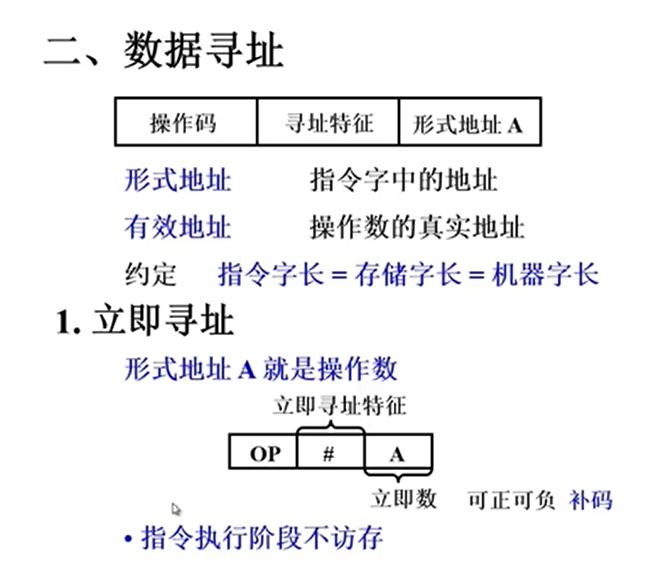 二、数据寻址
操作码 寻址特征 形式地址 A
形式地址 指令字中的地址
有效地址 操作数的真实地址
约定 指令字长 = 存储字长 = 机器字长
1. 立即寻址
形式地址 A 就是操作数
立即寻址特征
OP # A
立即数 可正可负 补码
• 指令执行阶段不访存